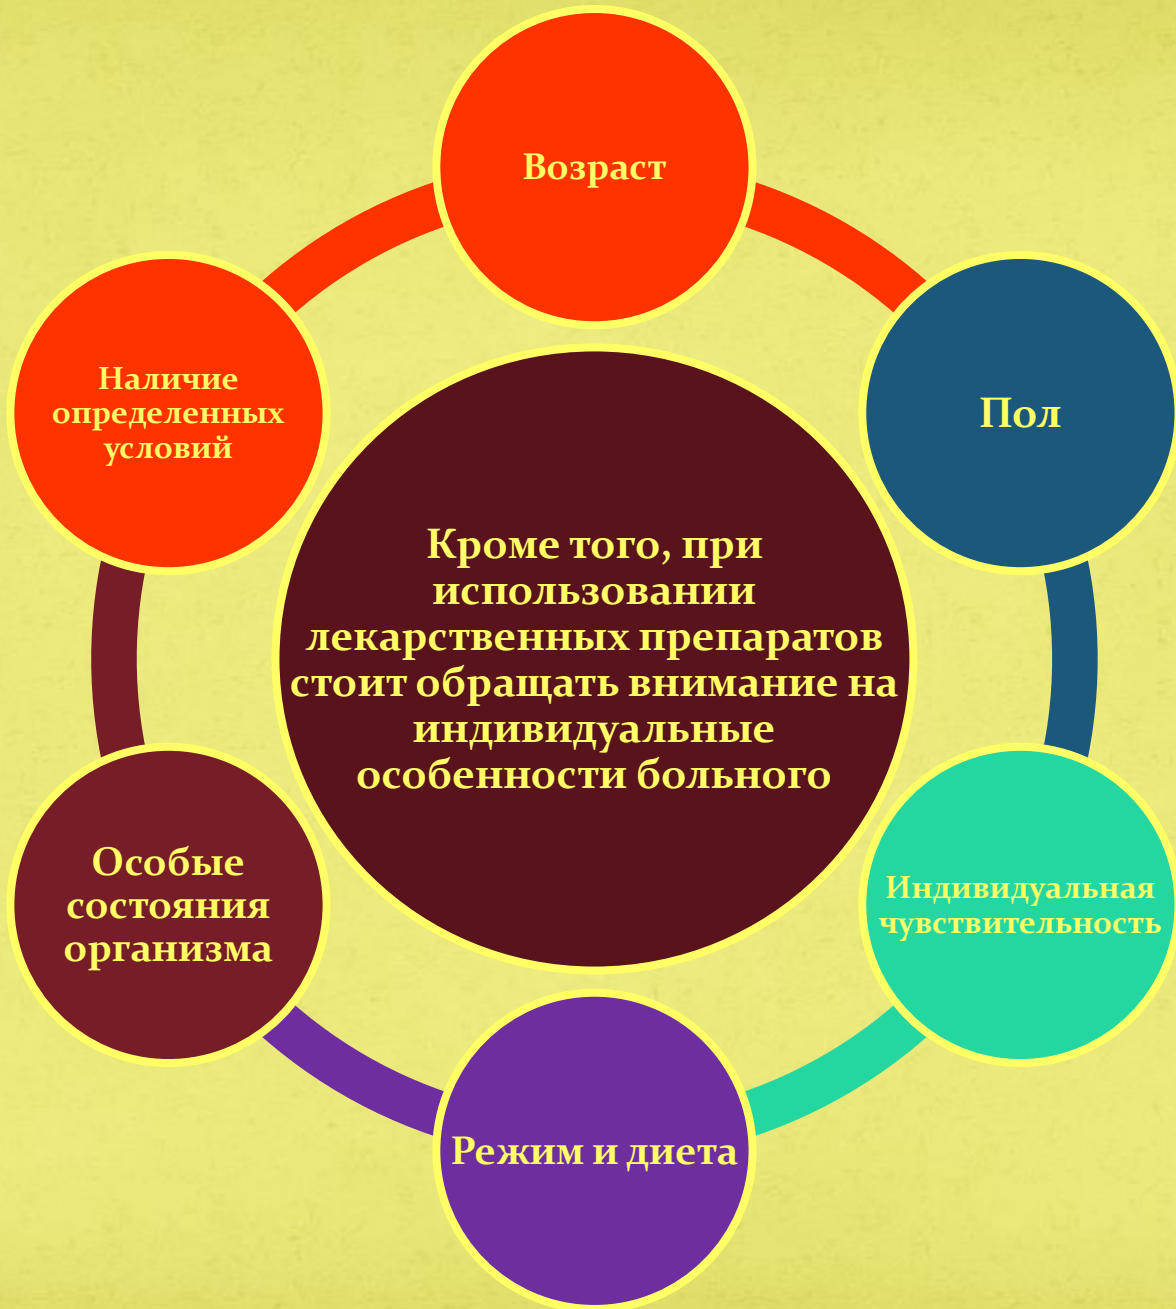 Возраст
Пол
Индивидуальная
чувствительность
Режим и диета
Особые
состояния
организма
Наличие
определенных
условий
Кроме того, при
использовании
лекарственных препаратов
стоит обращать внимание на
индивидуальные
особенности больного